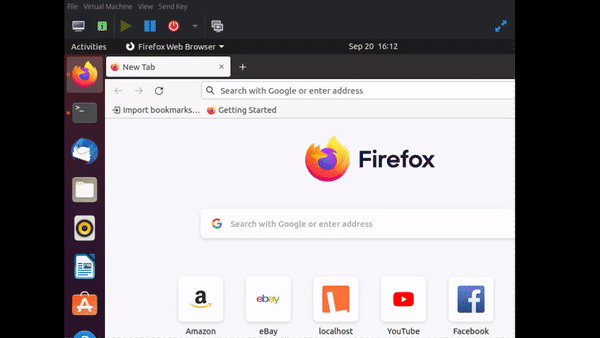 File Virtual Machine View Send Key
Activities Firefox Web Browser Sep 20 16:12
New Tab
Search with Google or enter address
Import bookmarks... Getting Started
Firefox
Search with Google or enter address
Amazon eBay localhost YouTube Facebook